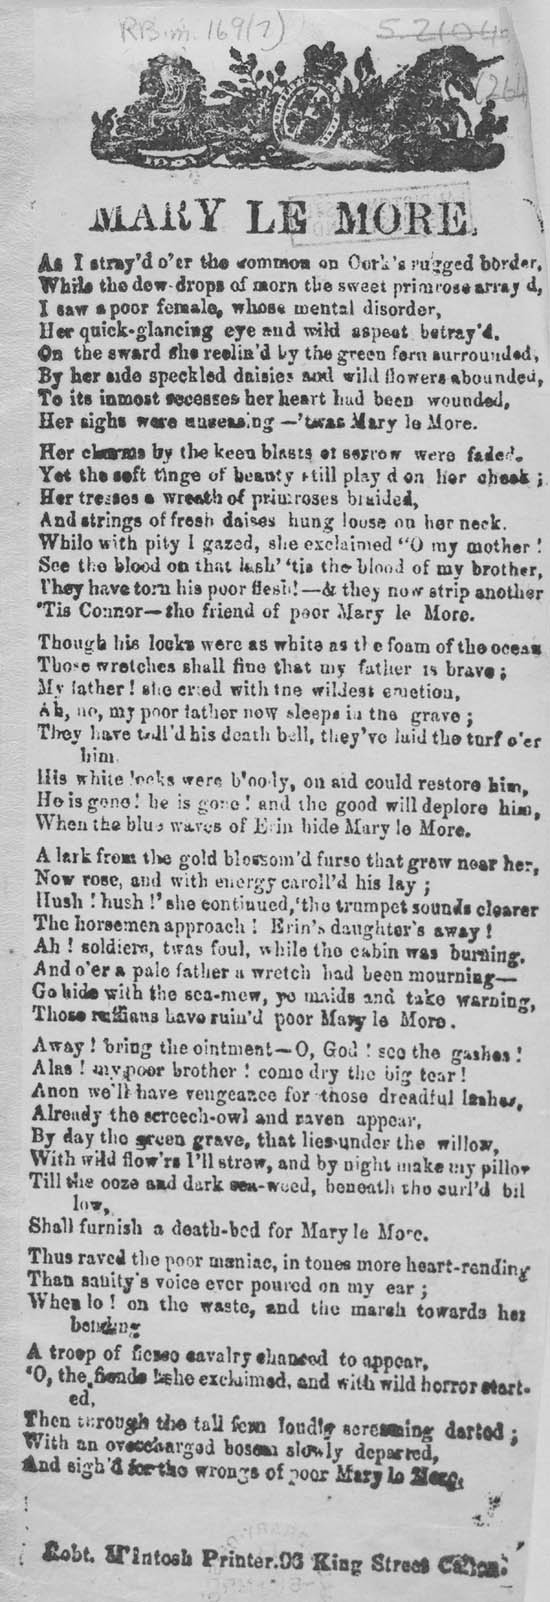 RB.m. 169(7)
S.2104.
(264
MARY LE MORE.
As I stray'd o'er the common on Cork's rugged border,
While the dew-drops of morn the sweet primrose array d,
I saw a poor female, whose mental disorder,
Her quick-glancing eye and wild aspect betray'd.
On the sward she reclin'd by the green fern surrounded,
By her side speckled daisies and wild flowers abounded,
To its inmost recesses her heart had been wounded,
Her sighs were unceasing —'twas Mary le More.
Her charms by the keen blasts of sorrow were faded.
Yet the soft tinge of beauty still play d on her cheek ;
Her tresses a wreath of primroses braided,
And strings of fresh daises hung loose on her neck.
While with pity I gazed, she exclaimed "O my mother !
See the blood on that lash' 'tis the blood of my brother,
They have torn his poor flesh! —& they now strip another
'Tis Connor—the friend of poor Mary le More.
Though his locks were as white as the foam of the ocean
Those wretches shall fine that my father is brave ;
My father ! she cried with tne wildest emotion,
Ah, no, my poor father now sleeps in tne grave ;
They have toll'd his death bell, they've laid the turf o'er
him.
His white locks were bloody, on aid could restore him,
He is gone! he is gone ! and the good will deplore him,
When the blue waves of Erin hide Mary le More.
A lark from the gold blossom'd furse that grew near her,
Now rose, and with energy caroll'd his lay ;
Hush ! hush !' she continued, 'the trumpet sounds clearer
The horsemen approach ! Erin's daughter's away !
Ah ! soldiers, twas foul, while the cabin was burning,
And o'er a pale father a wretch had been mourning—
Go hide with the sea-mew, ye maids and take warning,
Those ruffians have ruin'd poor Mary le More.
Away ! bring the ointment—O, God ! see the gashes !
Alas ! my poor brother ! come dry the big tear !
Anon we'll have vengeance for those dreadful lashes,
Already the screech-owl and raven appear,
By day the green grave, that lies under the willow,
With wild flow'rs I'll strew, and by night make my pillow
Till the ooze and dark sea-weed, beneath the curl'd bil
low,
Shall furnish a death-bed for Mary le More.
Thus raved the poor maniac, in tones more heart-rending
Than sanity's voice ever poured on my ear ;
When lo ! on the waste, and the marsh towards her
bending
A troop of fierce cavalry chanced to appear,
'O, the fiends ! she exclaimed, and with wild horror start-
ed,
Then through the tall fern loudly screaming darted ;
With an overcharged bosom slowly departed,
And sigh'd for the wrongs of poor Mary le More.
Robt. M'Intosh Printer. 96 King Street Calton.